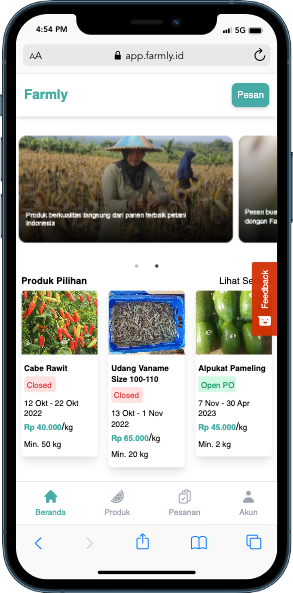 4:54 PM 5G
AA app.farmly.id
Farmly Pesan
Produk berkualitas langsung dari panen terbaik petani
Indonesia
Pesan bua
dengan Fa
Produk Pilihan Lihat Se
Feedback
Cabe Rawit
Closed
12 Okt - 22 Okt
2022
Rp 40.000/kg
Min. 50 kg
Udang Vaname
Size 100-110
Closed
13 Okt - 1 Nov
2022
Rp 65.000/kg
Min. 20 kg
Alpukat Pameling
Open PO
7 Nov - 30 Apr
2023
Rp 45.000/kg
Min. 2 kg
Beranda Produk Pesanan Akun